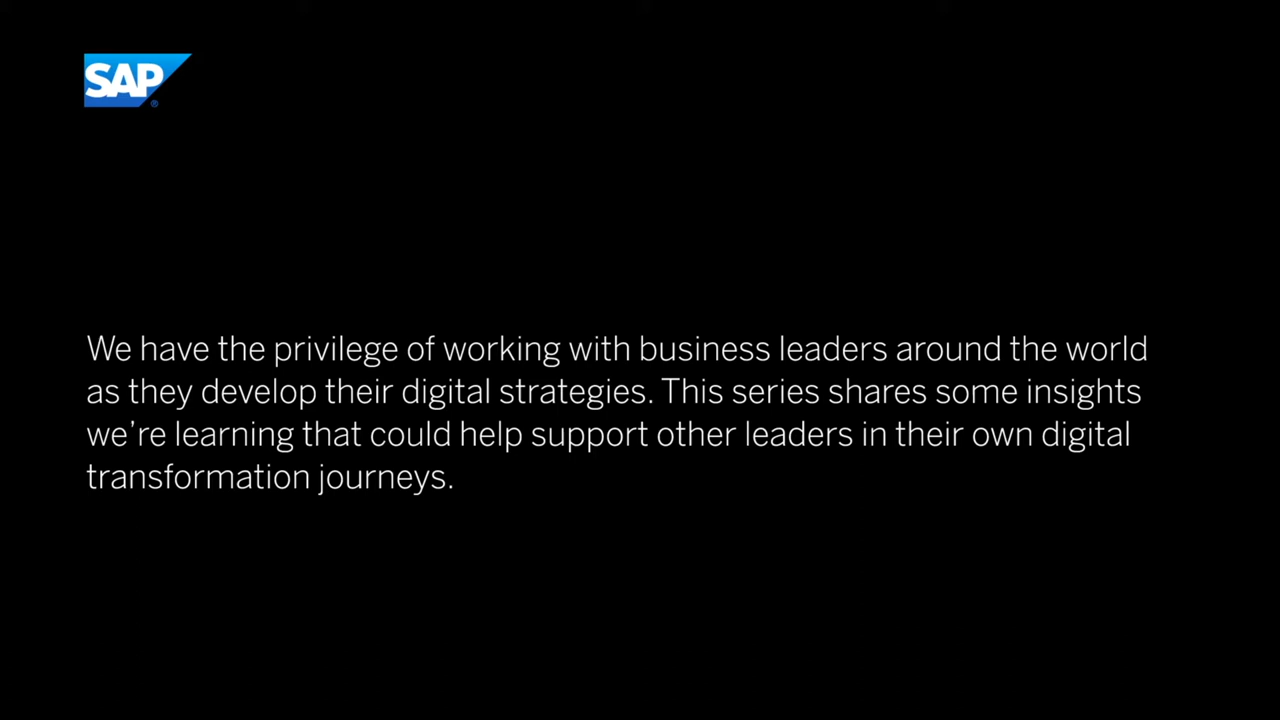 SAP®
We have the privilege of working with business leaders around the world
as they develop their digital strategies. This series shares some insights
we’re learning that could help support other leaders in their own digital
transformation journeys.